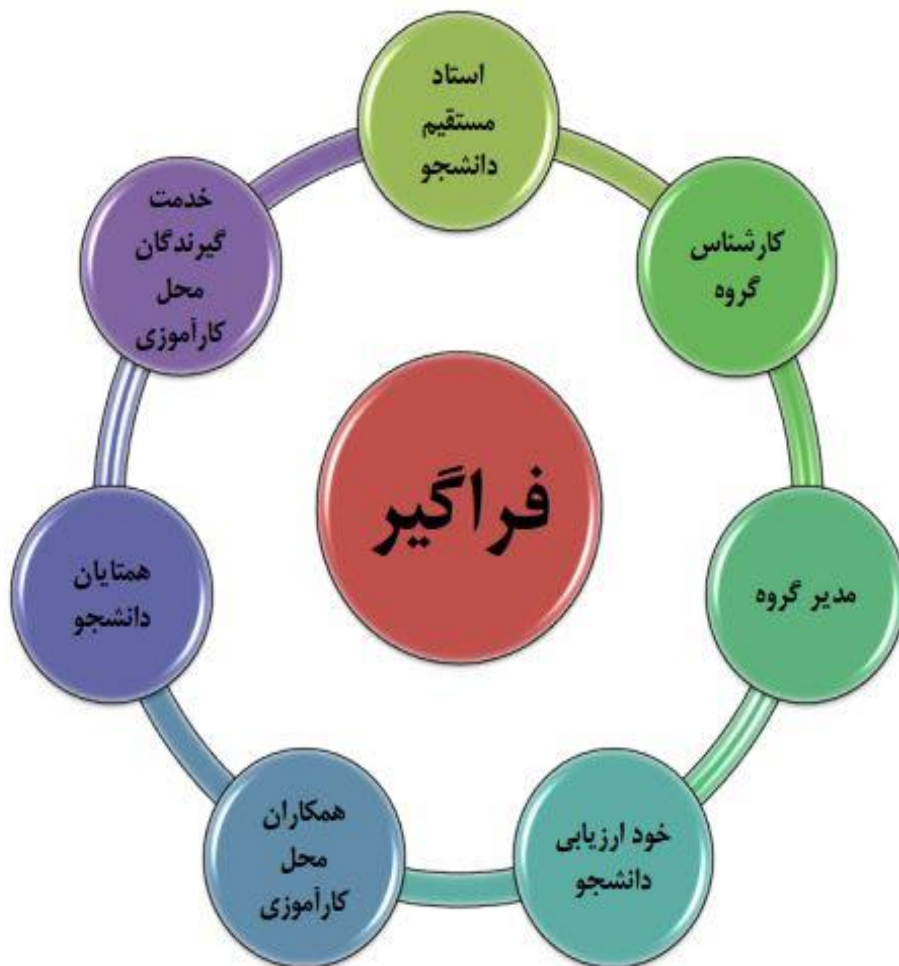 استاد
مستقیم
دانشجو
کارشناس
گروه
مدیر گروه
خود ارزیابی
دانشجو
همکاران
محل
کارآموزی
همتایان
دانشجو
خدمت
گیرندگان
محل
کارآموزی
فراگیر